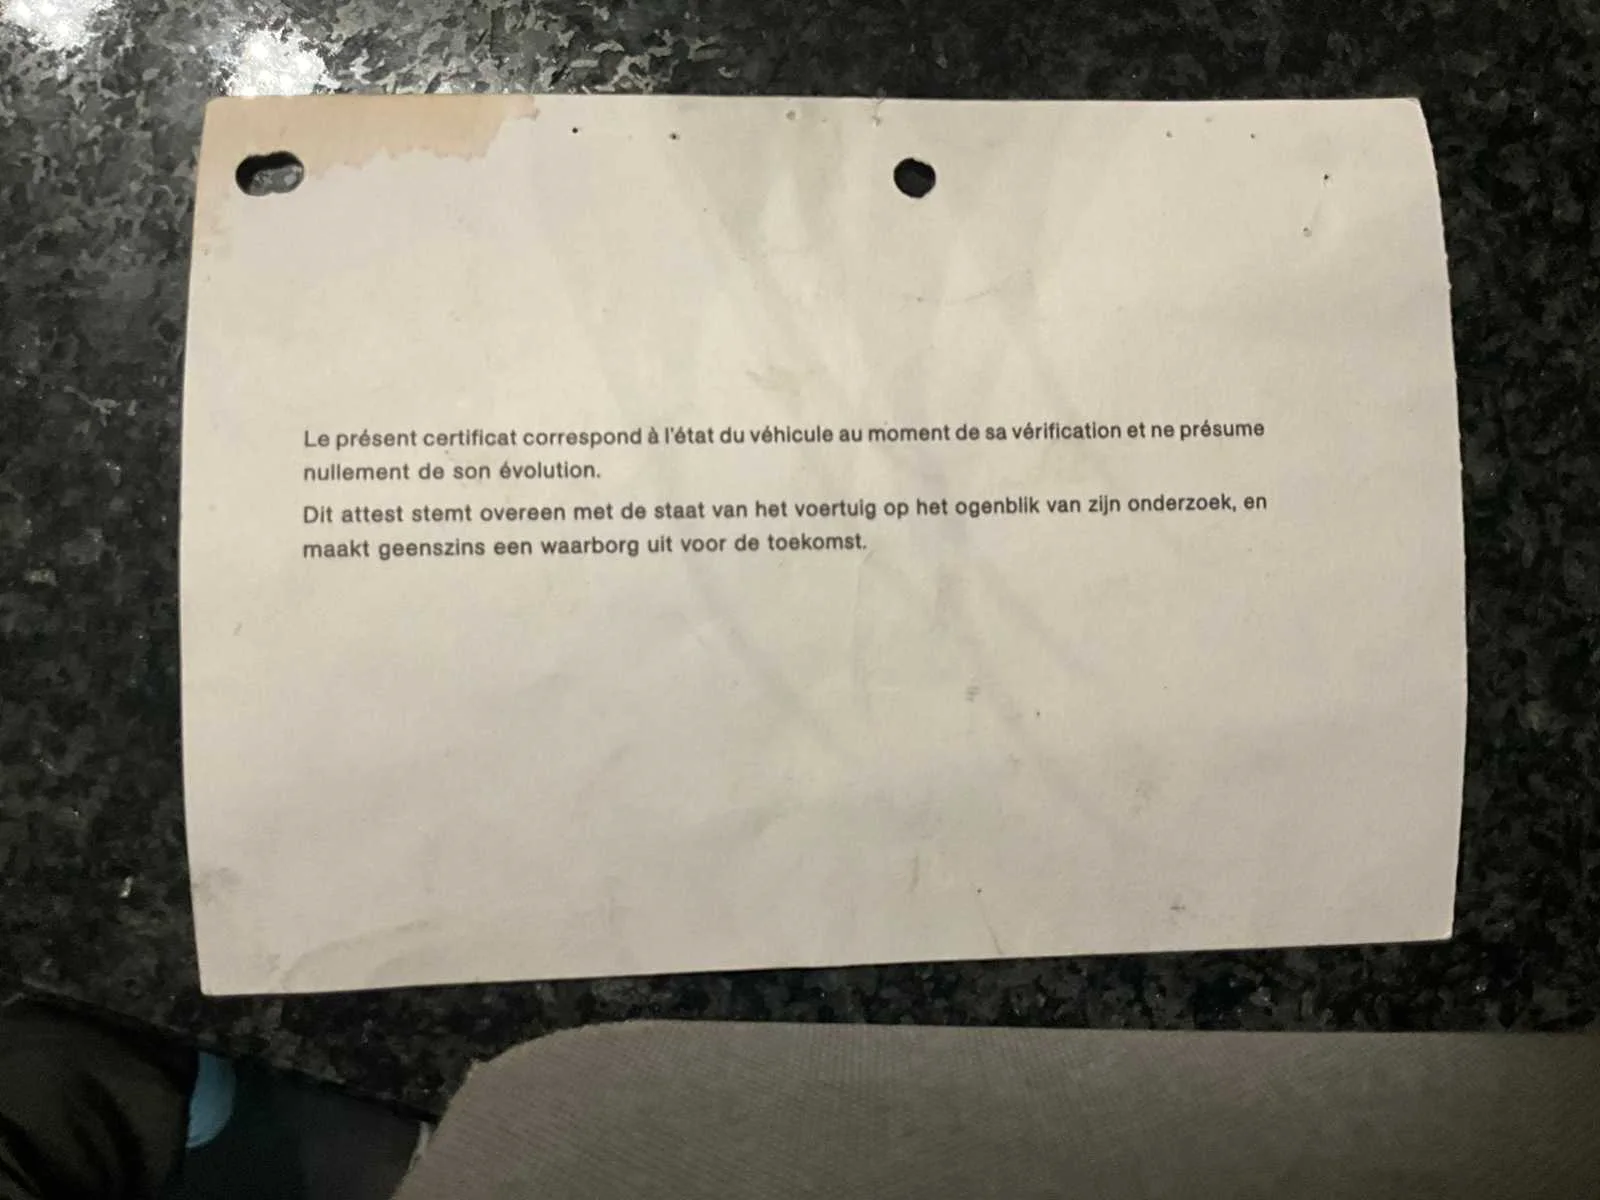 Le présent certificat correspond à l'état du véhicule au moment de sa vérification et ne présume
nullement de son évolution.
Dit attest stemt overeen met de staat van het voertuig op het ogenblik van zijn onderzoek, en
maakt geenszins een waarborg uit voor de toekomst.